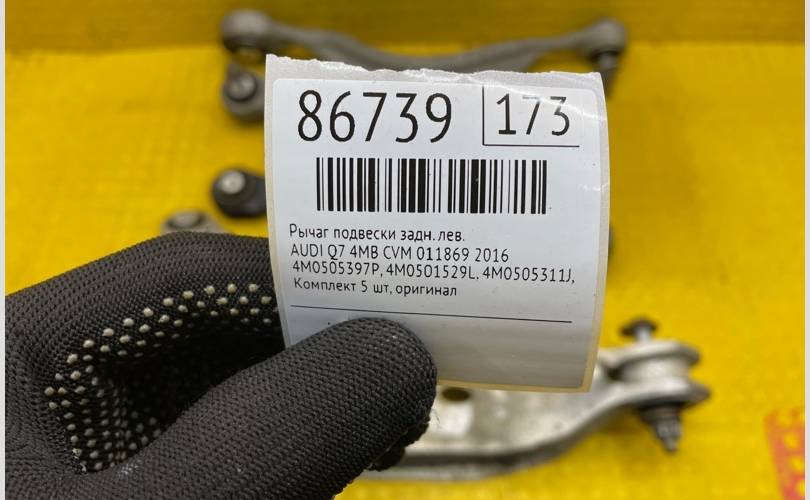 86739 173
Рычаг подвески задн. лев.
AUDI Q7 4MB CVM 011869 2016
4M0505397P, 4M0501529L, 4M0505311J,
Комплект 5 шт, оригинал